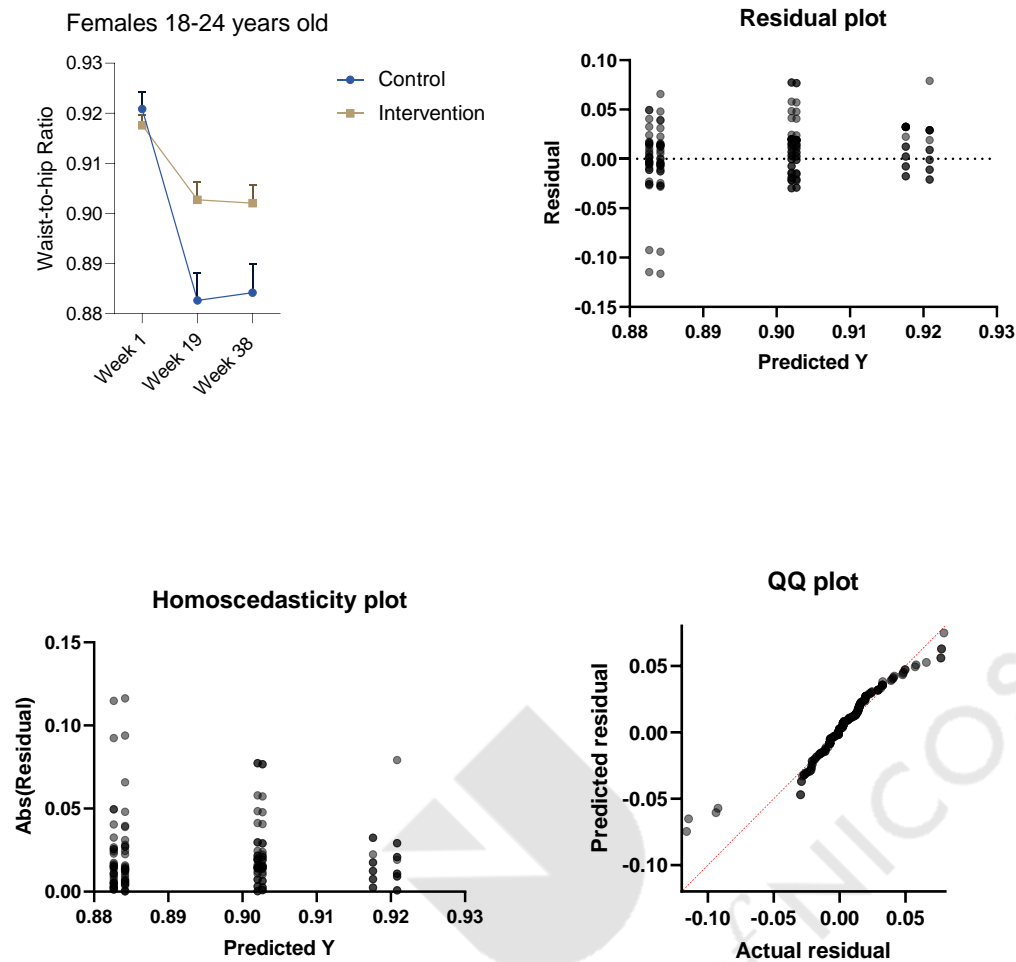 Females 18-24 years old
0.93
0.92
0.91
0.90
0.89
0.88
Waist-to-hip Ratio
Week 1
Week 19
Week 38
Control
Intervention
Residual plot
0.10
0.05
0.00
-0.05
-0.10
-0.15
Residual
0.88 0.89 0.90 0.91 0.92 0.93
Predicted Y
Homoscedasticity plot
0.15
0.10
0.05
0.00
Abs(Residual)
0.88 0.89 0.90 0.91 0.92 0.93
Predicted Y
QQ plot
0.05
0.00
-0.05
-0.10
Predicted residual
-0.10 -0.05 0.00 0.05
Actual residual
of NICOS